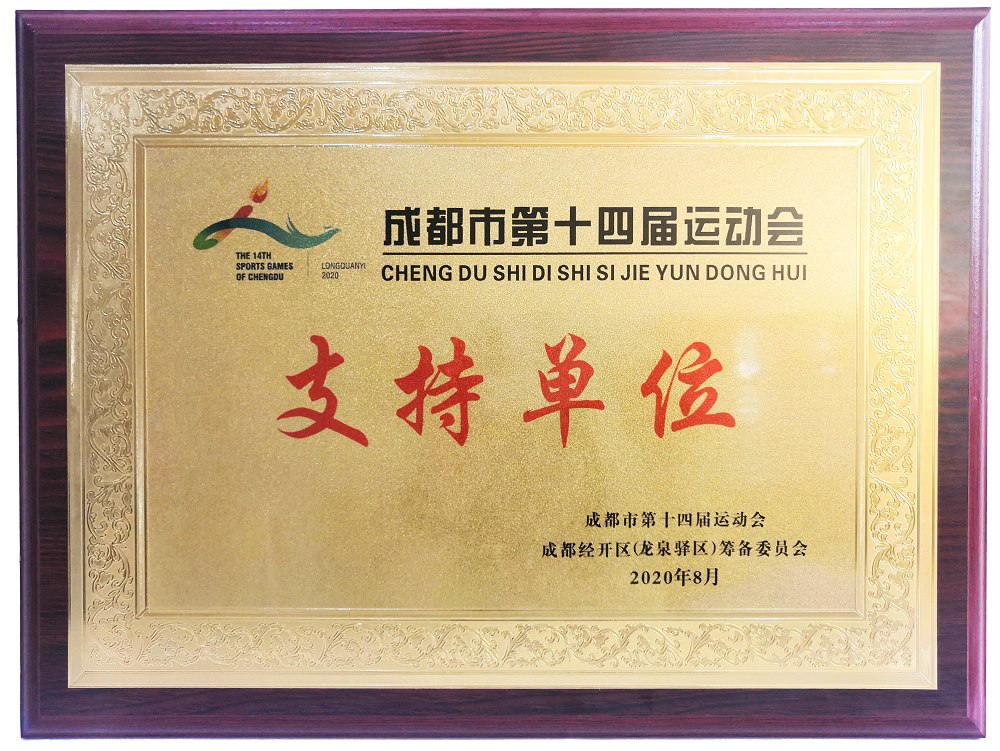 成都市第十四届运动会
CHENG DU SHI DI SHI SI JIE YUN DONG HUI
THE 14TH
SPORTS GAMES
OF CHENGDU
LONGQUANYI
2020
支持单位
成都市第十四届运动会
成都经开区(龙泉驿区)筹备委员会
2020年8月